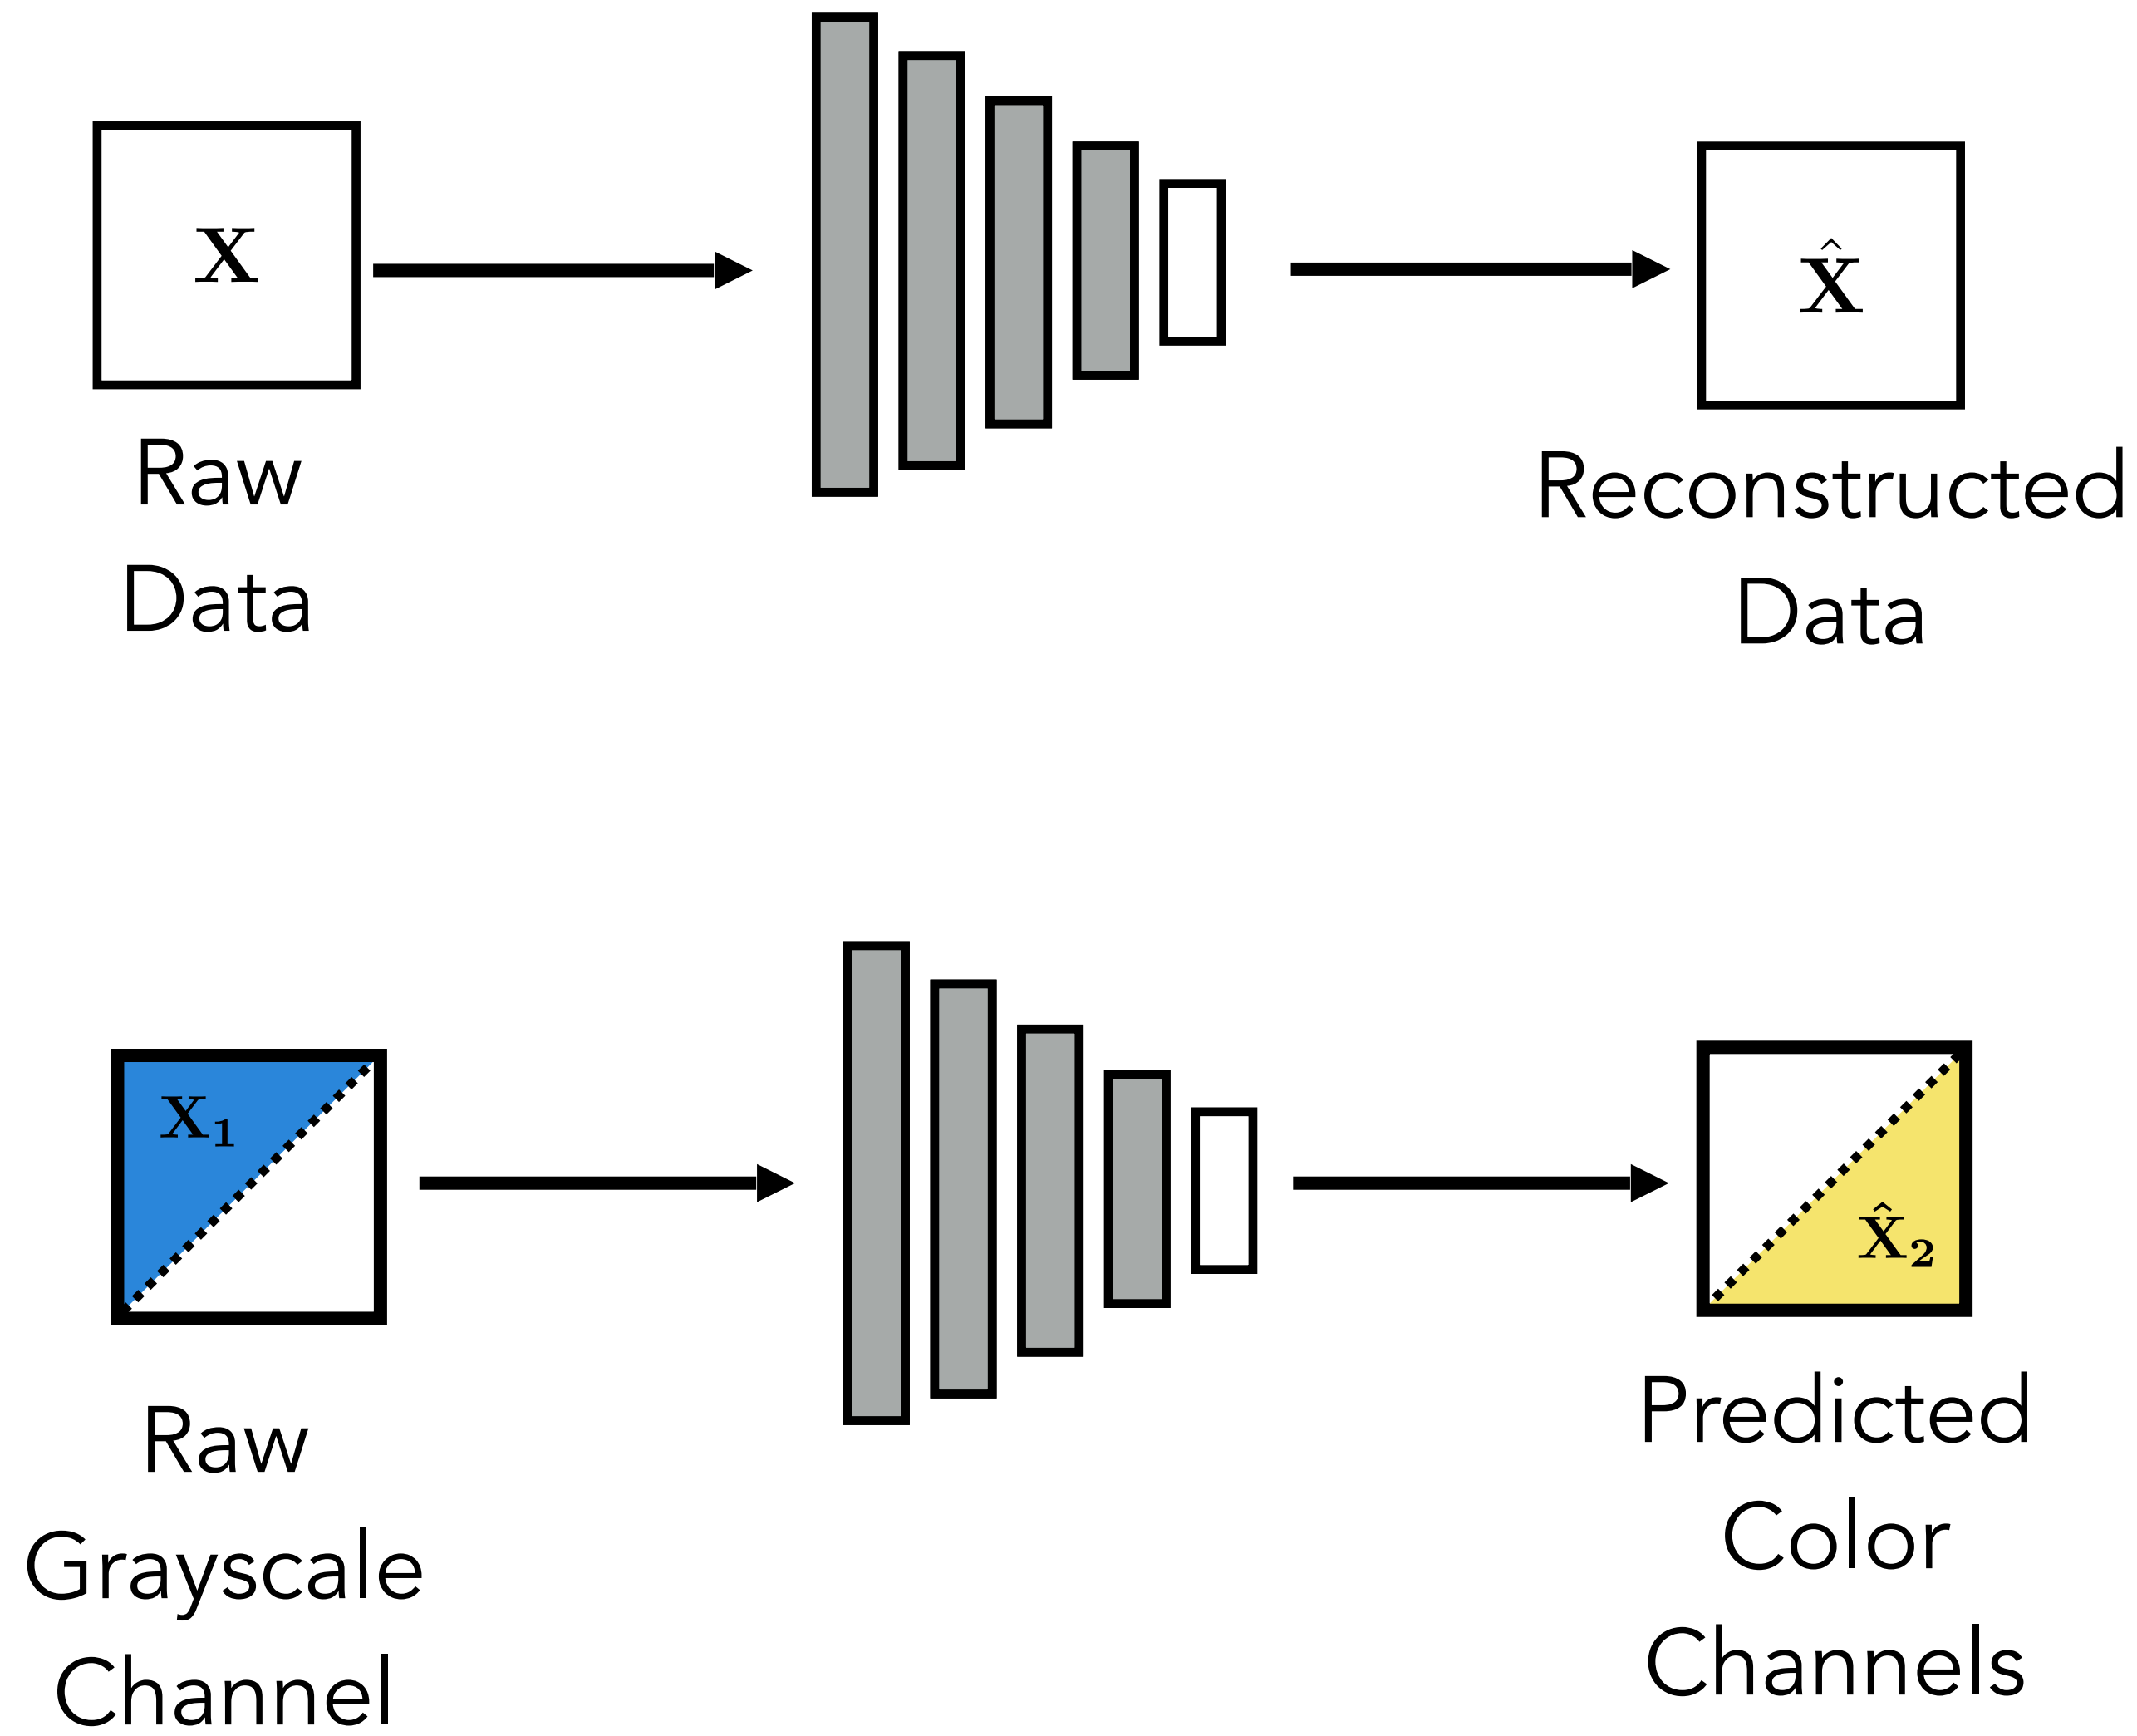 x
Raw
Data
x̂
Reconstructed
Data
x₁
Raw
Grayscale
Channel
x̂₂
Predicted
Color
Channels